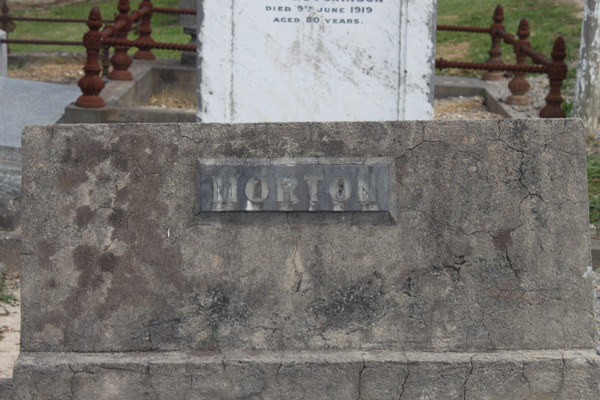 DIED 9TH JUNE 1919
AGED 80 YEARS.
MORTON